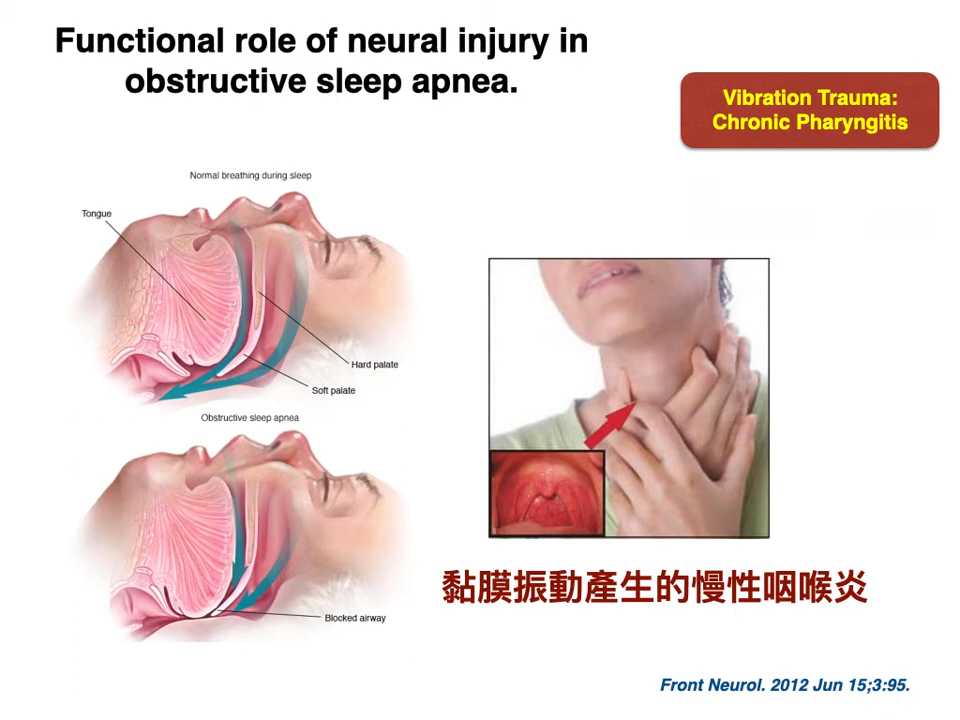 Functional role of neural injury in
obstructive sleep apnea.
Vibration Trauma:
Chronic Pharyngitis
Normal breathing during sleep
Tongue
Hard palate
Soft palate
Obstructive sleep apnea
Blocked airway
黏膜振動產生的慢性咽喉炎
Front Neurol. 2012 Jun 15;3:95.